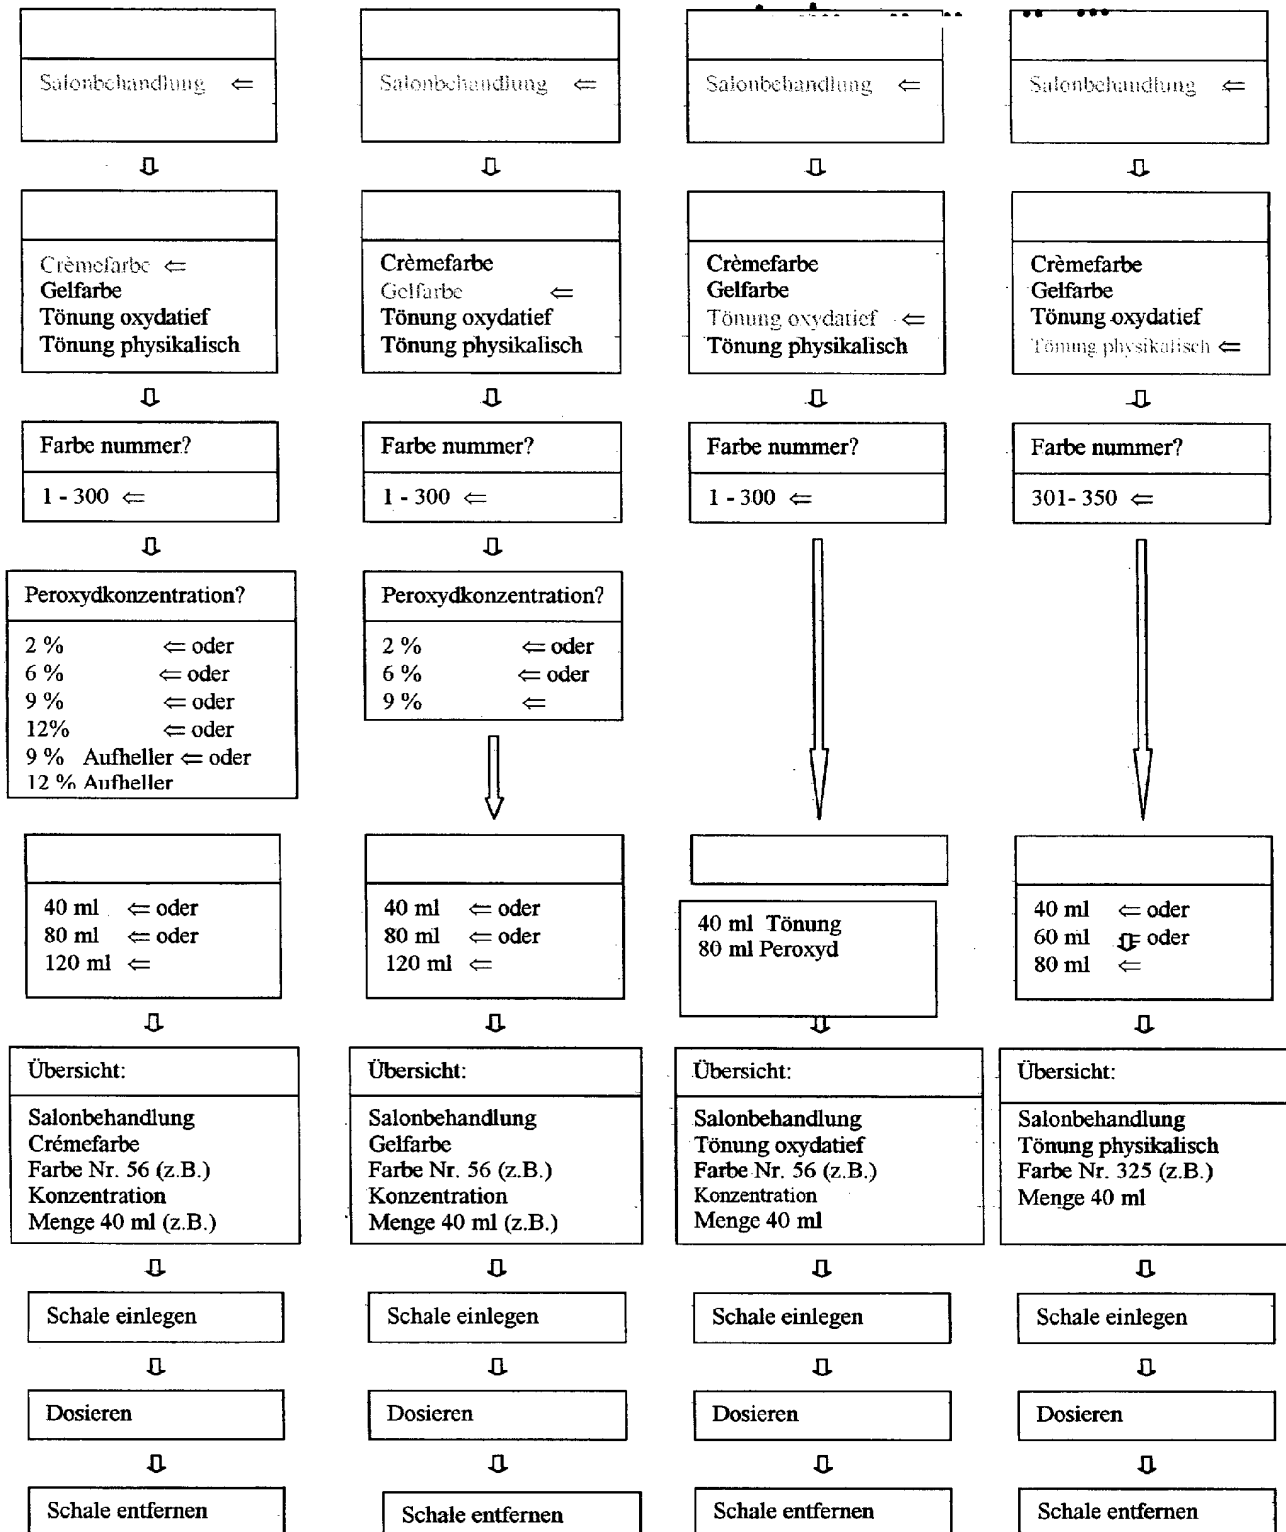 Salonbehandlung ⇐
Crèmefarbe ⇐
Gelfarbe
Tönung oxydatief
Tönung physikalisch
Farbe nummer?
1 - 300 ⇐
Peroxydkonzentration?
2 % ⇐ oder
6 % ⇐ oder
9 % ⇐ oder
12% ⇐ oder
9 % Aufheller ⇐ oder
12 % Aufheller
40 ml ⇐ oder
80 ml ⇐ oder
120 ml ⇐
Übersicht:
Salonbehandlung
Crémefarbe
Farbe Nr. 56 (z.B.)
Konzentration
Menge 40 ml (z.B.)
Schale einlegen
Dosieren
Schale entfernen
Salonbehandlung ⇐
Crèmefarbe
Gelfarbe ⇐
Tönung oxydatief
Tönung physikalisch
Farbe nummer?
1 - 300 ⇐
Peroxydkonzentration?
2 % ⇐ oder
6 % ⇐ oder
9 % ⇐
40 ml ⇐ oder
80 ml ⇐ oder
120 ml ⇐
Übersicht:
Salonbehandlung
Gelfarbe
Farbe Nr. 56 (z.B.)
Konzentration
Menge 40 ml (z.B.)
Schale einlegen
Dosieren
Schale entfernen
Salonbehandlung ⇐
Crèmefarbe
Gelfarbe
Tönung oxydatief ⇐
Tönung physikalisch
Farbe nummer?
1 - 300 ⇐
40 ml Tönung
80 ml Peroxyd
Übersicht:
Salonbehandlung
Tönung oxydatief
Farbe Nr. 56 (z.B.)
Konzentration
Menge 40 ml
Schale einlegen
Dosieren
Schale entfernen
Salonbehandlung ⇐
Crèmefarbe
Gelfarbe
Tönung oxydatief
Tönung physikalisch ⇐
Farbe nummer?
301- 350 ⇐
40 ml ⇐ oder
60 ml ⇐ oder
80 ml ⇐
Übersicht:
Salonbehandlung
Tönung physikalisch
Farbe Nr. 325 (z.B.)
Menge 40 ml
Schale einlegen
Dosieren
Schale entfernen